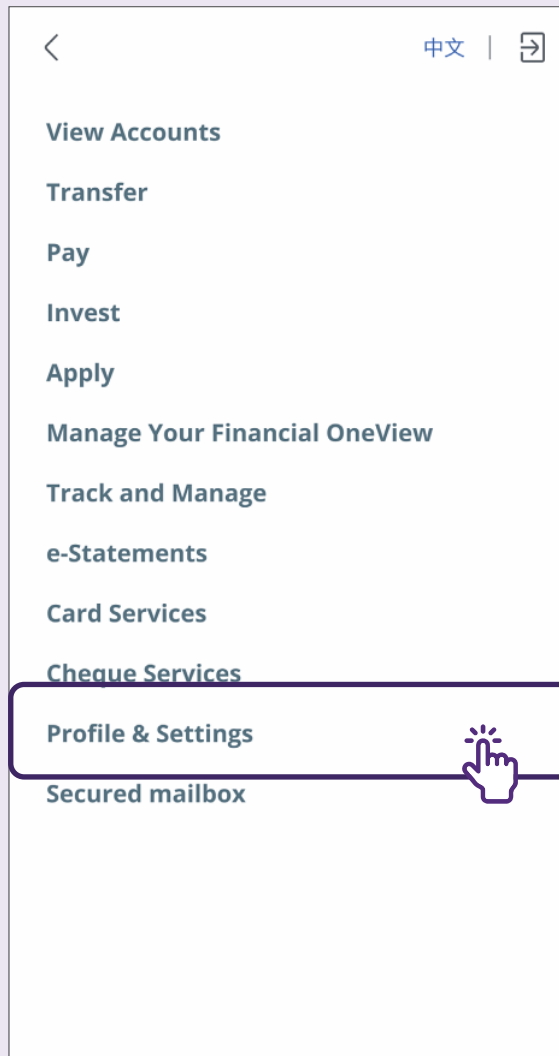 中文 |
View Accounts
Transfer
Pay
Invest
Apply
Manage Your Financial OneView
Track and Manage
e-Statements
Card Services
Cheque Services
Profile & Settings
Secured mailbox